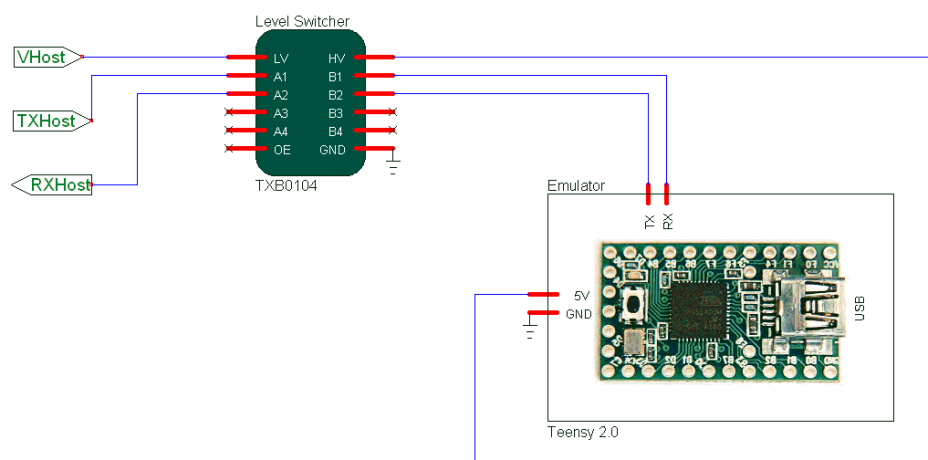 Level Switcher
VHost
LV
HV
A1
B1
A2
B2
TXHost
A3
B3
A4
B4
OE
GND
RXHost
TXB0104
Emulator
TX
RX
5V
GND
USB
Teensy 2.0